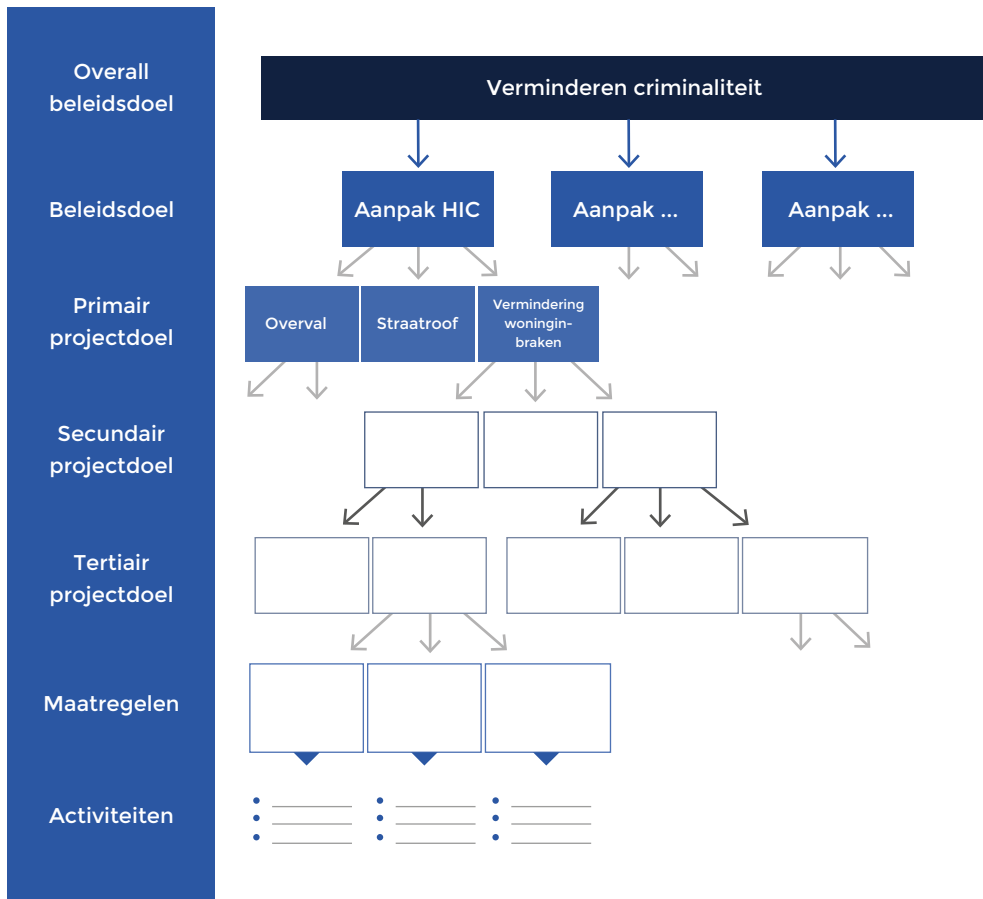 Overall
beleidsdoel
Verminderen criminaliteit
Beleidsdoel
Aanpak HIC
Aanpak ...
Aanpak ...
Primair
projectdoel
Overval
Straatroof
Vermindering
woningin-
braken
Secundair
projectdoel
Tertiair
projectdoel
Maatregelen
Activiteiten